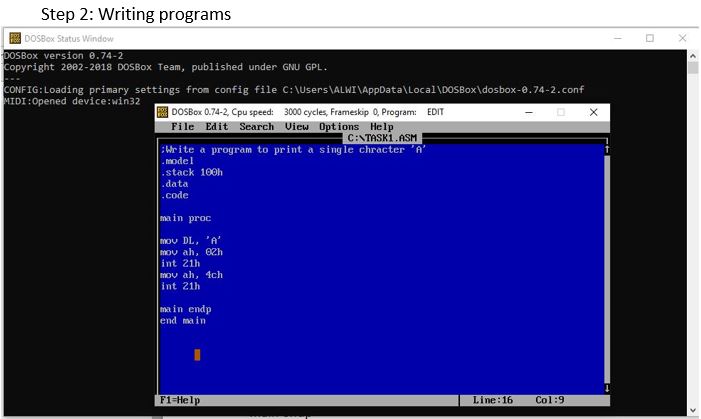 Step 2: Writing programs
DOSBox Status Window
DOSBox version 0.74-2
Copyright 2002-2018 DOSBox Team, published under GNU GPL.
---
CONFIG:Loading primary settings from config file C:\Users\ALWI\AppData\Local\DOSBox\dosbox-0.74-2.conf
MIDI:Opened device:win32
DOSBox 0.74-2, Cpu speed: 3000 cycles, Frameskip 0, Program: EDIT
File Edit Search View Options Help
C:\TASK1.ASM
;Write a program to print a single chracter 'A'
.model
.stack 100h
.data
.code
main proc
mov DL, 'A'
mov ah, 02h
int 21h
mov ah, 4ch
int 21h
main endp
end main
F1=Help Line:16 Col:9